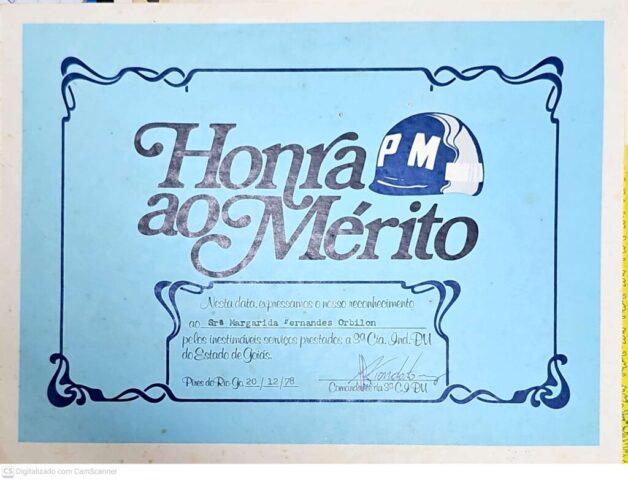 Honra
PM
ao Mérito
Nesta data, expressamos o nosso reconhecimento
ao Srª Margarida Fernandes Orbilon
pelos inestimáveis serviços prestados a 3ª Cia. Ind. PM
do Estado de Goiás.
Pires do Rio Go. 20/12/78
Comandante da 3ª C.I.PM
CS Digitalizado com CamScanner